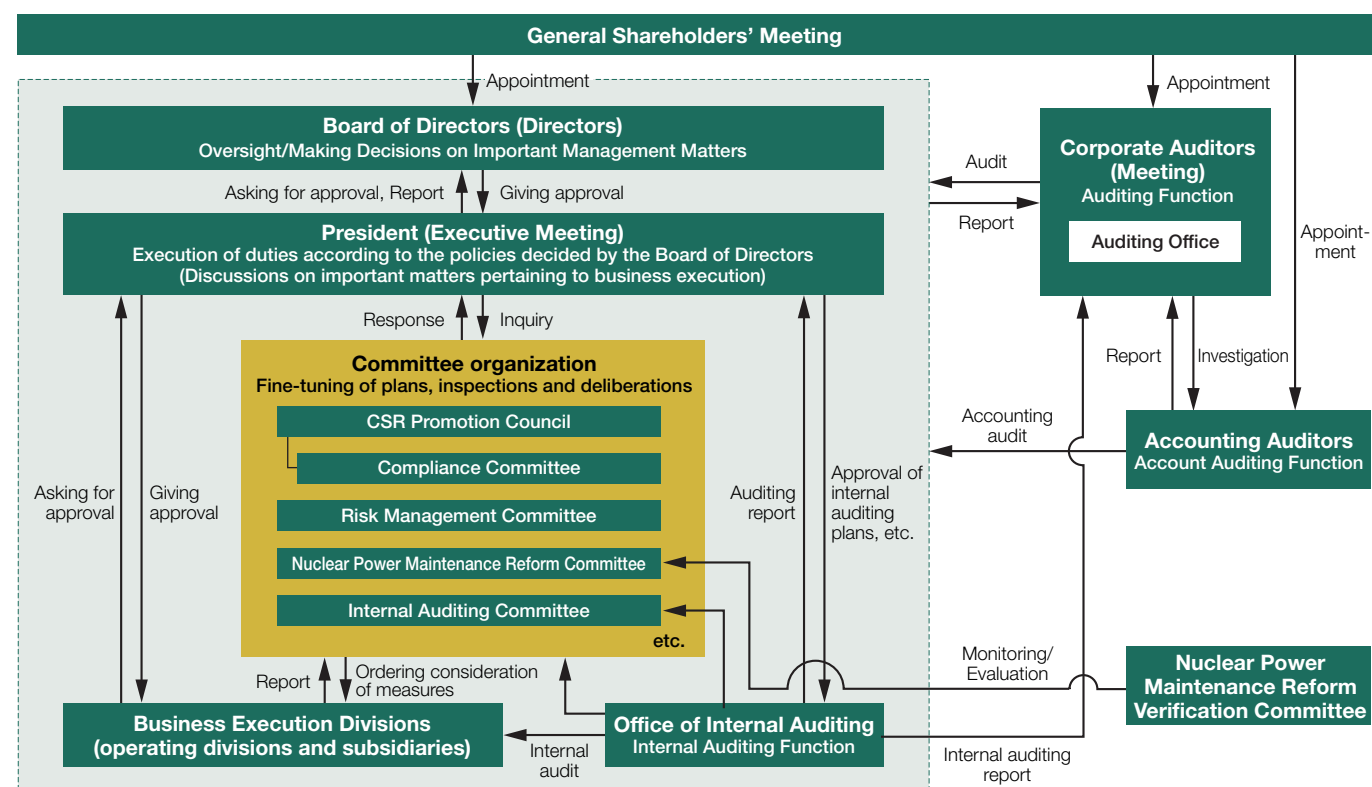 General Shareholders’ Meeting
Appointment
Appointment
Appoint-
ment
Board of Directors (Directors)
Oversight/Making Decisions on Important Management Matters
Corporate Auditors
(Meeting)
Auditing Function
Auditing Office
Audit
Report
Asking for approval, Report
Giving approval
President (Executive Meeting)
Execution of duties according to the policies decided by the Board of Directors
(Discussions on important matters pertaining to business execution)
Response
Inquiry
Report
Investigation
Committee organization
Fine-tuning of plans, inspections and deliberations
CSR Promotion Council
Compliance Committee
Risk Management Committee
Nuclear Power Maintenance Reform Committee
Internal Auditing Committee
etc.
Accounting
audit
Accounting Auditors
Account Auditing Function
Asking for
approval
Giving
approval
Auditing
report
Approval of
internal
auditing
plans, etc.
Report
Ordering consideration
of measures
Monitoring/
Evaluation
Nuclear Power
Maintenance Reform
Verification Committee
Business Execution Divisions
(operating divisions and subsidiaries)
Internal
audit
Office of Internal Auditing
Internal Auditing Function
Internal auditing
report